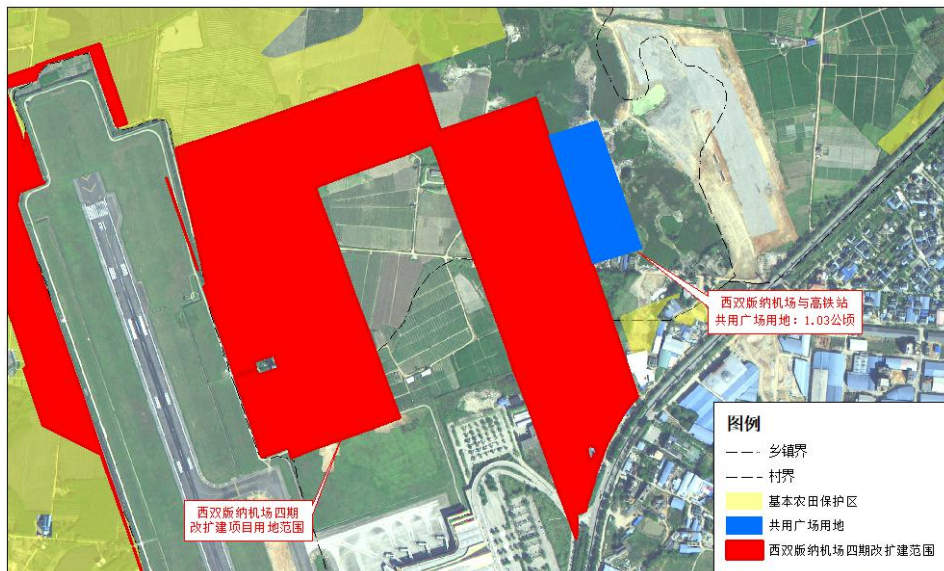 西双版纳机场与高铁站
共用广场用地：1.03公顷
西双版纳机场四期
改扩建项目用地范围
图例
乡镇界
村界
基本农田保护区
共用广场用地
西双版纳机场四期改扩建范围